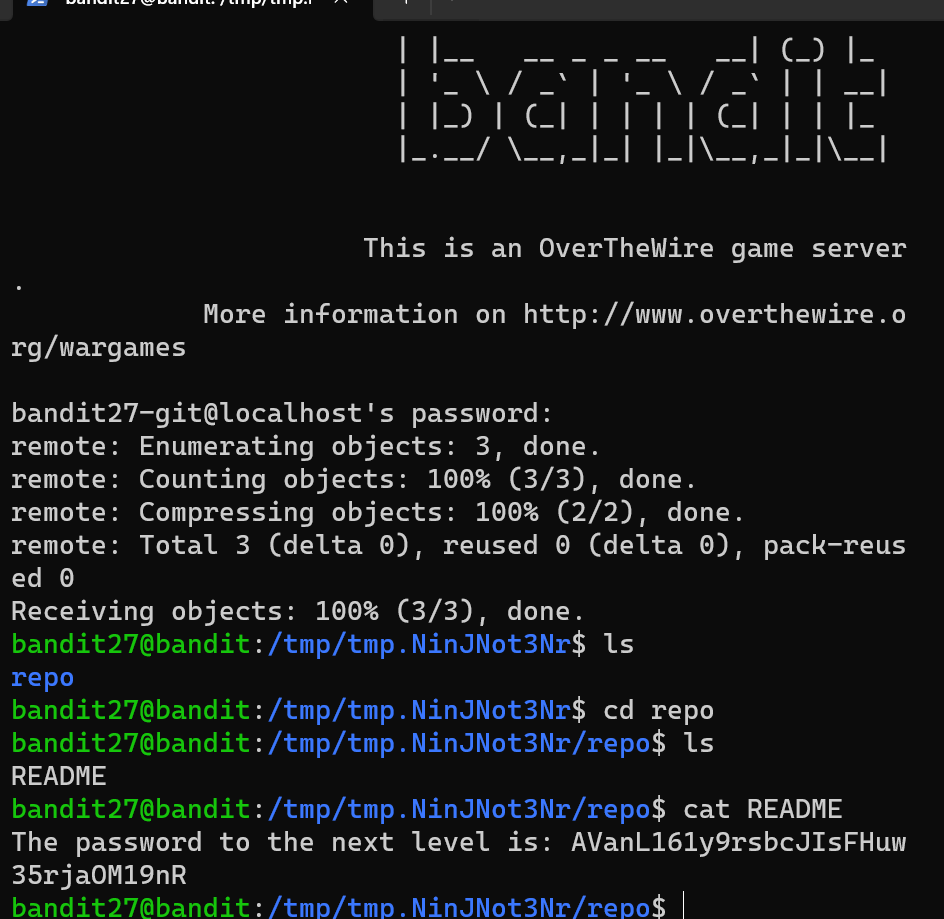 bandit27@bandit: /tmp/tmp.
| |__   __ _ _ __   __| (_) |_
| '_ \ / _` | '_ \ / _` | | __|
| |_) | (_| | | | | (_| | | |_
|_.__/ \__,_|_| |_|\__,_|_|\__|
This is an OverTheWire game server
.
More information on http://www.overthewire.o
rg/wargames
bandit27-git@localhost's password:
remote: Enumerating objects: 3, done.
remote: Counting objects: 100% (3/3), done.
remote: Compressing objects: 100% (2/2), done.
remote: Total 3 (delta 0), reused 0 (delta 0), pack-reus
ed 0
Receiving objects: 100% (3/3), done.
bandit27@bandit:/tmp/tmp.NinJNot3Nr$ ls
repo
bandit27@bandit:/tmp/tmp.NinJNot3Nr$ cd repo
bandit27@bandit:/tmp/tmp.NinJNot3Nr/repo$ ls
README
bandit27@bandit:/tmp/tmp.NinJNot3Nr/repo$ cat README
The password to the next level is: AVanL161y9rsbcJIsFHuw
35rjaOM19nR
bandit27@bandit:/tmp/tmp.NinJNot3Nr/repo$